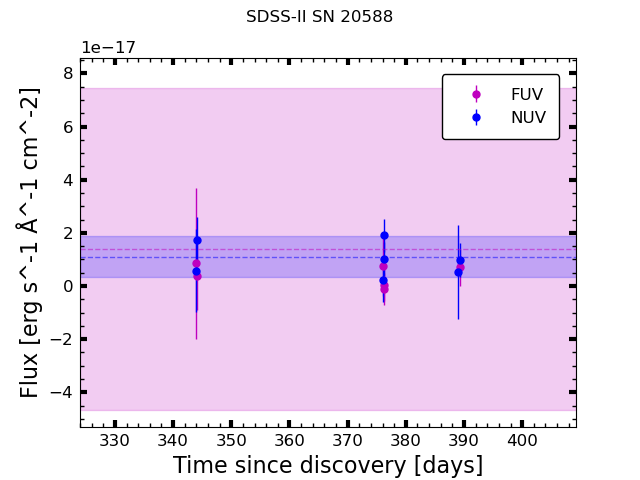 SDSS-II SN 20588
1e−17
8
6
4
2
0
−2
−4
Flux [erg s^-1 Å^-1 cm^-2]
FUV
NUV
330 340 350 360 370 380 390 400
Time since discovery [days]